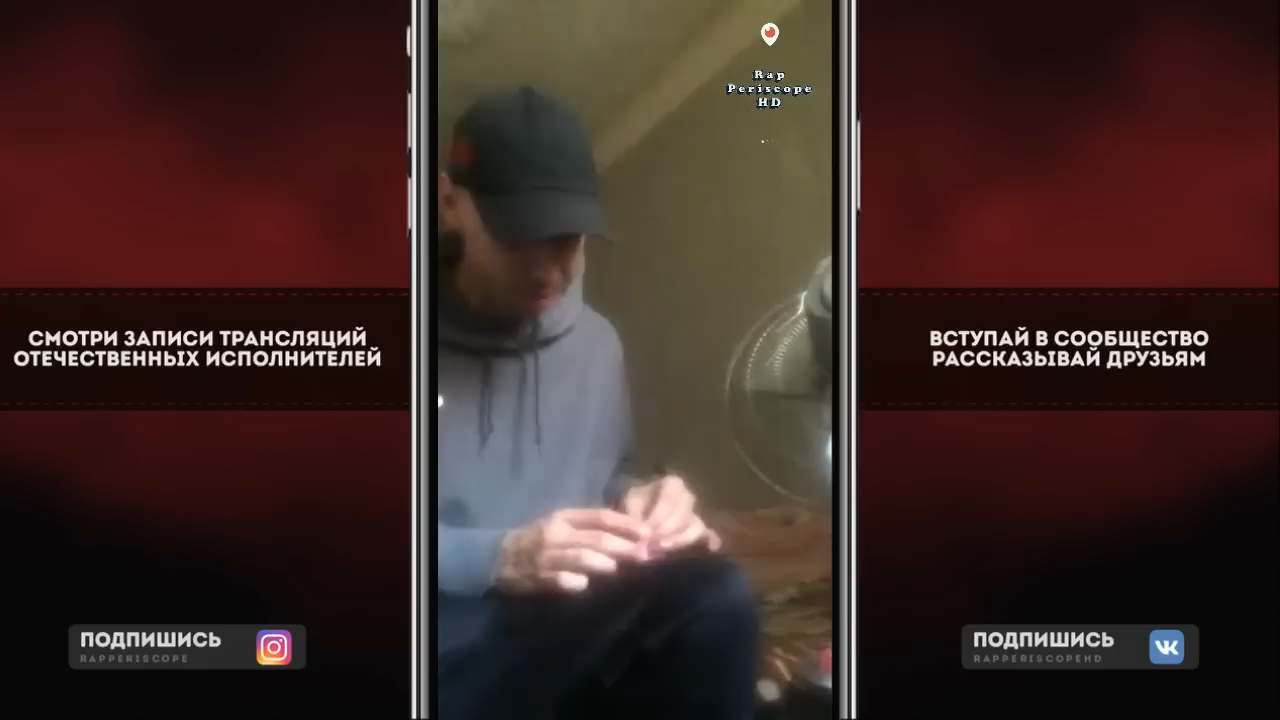 Rap
Periscope
HD
СМОТРИ ЗАПИСИ ТРАНСЛЯЦИЙ
ОТЕЧЕСТВЕННЫХ ИСПОЛНИТЕЛЕЙ
ВСТУПАЙ В СООБЩЕСТВО
РАССКАЗЫВАЙ ДРУЗЬЯМ
ПОДПИШИСЬ
RAPPERISCOPE
ПОДПИШИСЬ
RAPPERISCOPEHD